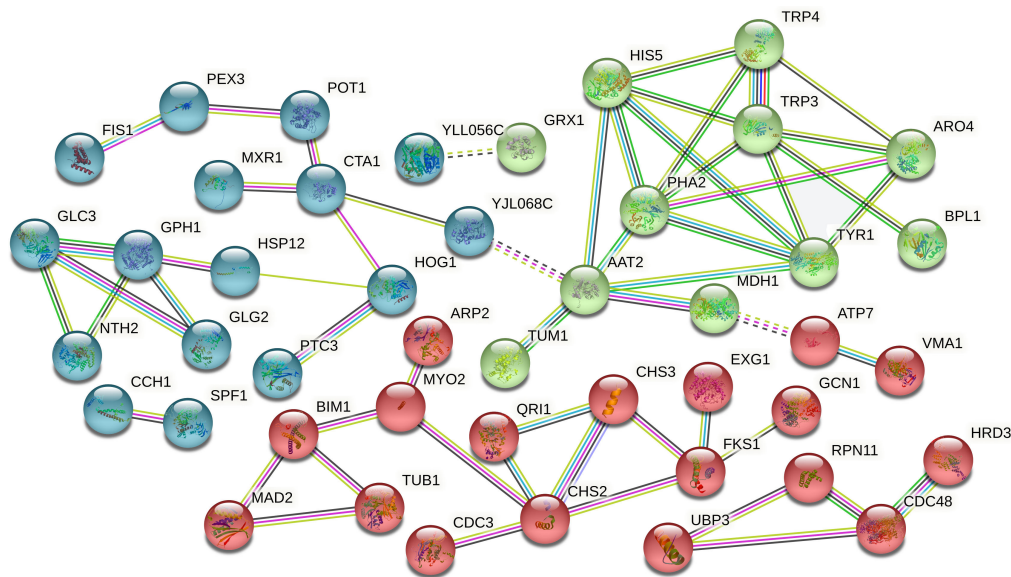 TRP4
HIS5
PEX3
POT1
TRP3
FIS1
YLL056C
GRX1
ARO4
MXR1
CTA1
PHA2
GLC3
GPH1
YJL068C
BPL1
HSP12
TYR1
AAT2
HOG1
MDH1
NTH2
GLG2
ARP2
ATP7
PTC3
TUM1
VMA1
EXG1
CCH1
MYO2
CHS3
GCN1
SPF1
BIM1
QRI1
FKS1
HRD3
RPN11
TUB1
CHS2
MAD2
CDC48
CDC3
UBP3